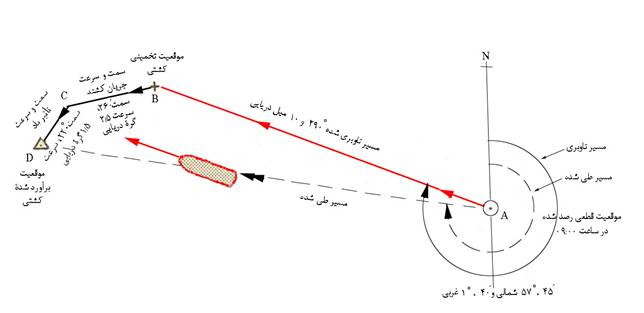 N
موقعیت تخمینی
کشتی
B
سمت و سرعت
جریان کشند
سمت ۲۶۰°
سرعت ۲٫۵
گرهٔ دریایی
C
سمت و سرعت
تأثیر باد
سمت ۲۲۰°، سرعت
۱٫۵ گرهٔ دریایی
D
موقعیت
برآورد شدهٔ
کشتی
مسیر ناوبری شده ۲۹۰° و ۱۰ میل دریایی
مسیر طی شده
A
مسیر ناوبری
مسیر طی شده
موقعیت قطعی رصد شده
در ساعت ۰۹:۰۰
۴۵´ ، ۵۷° شمالی و ۴۰´ ، ۱° غربی